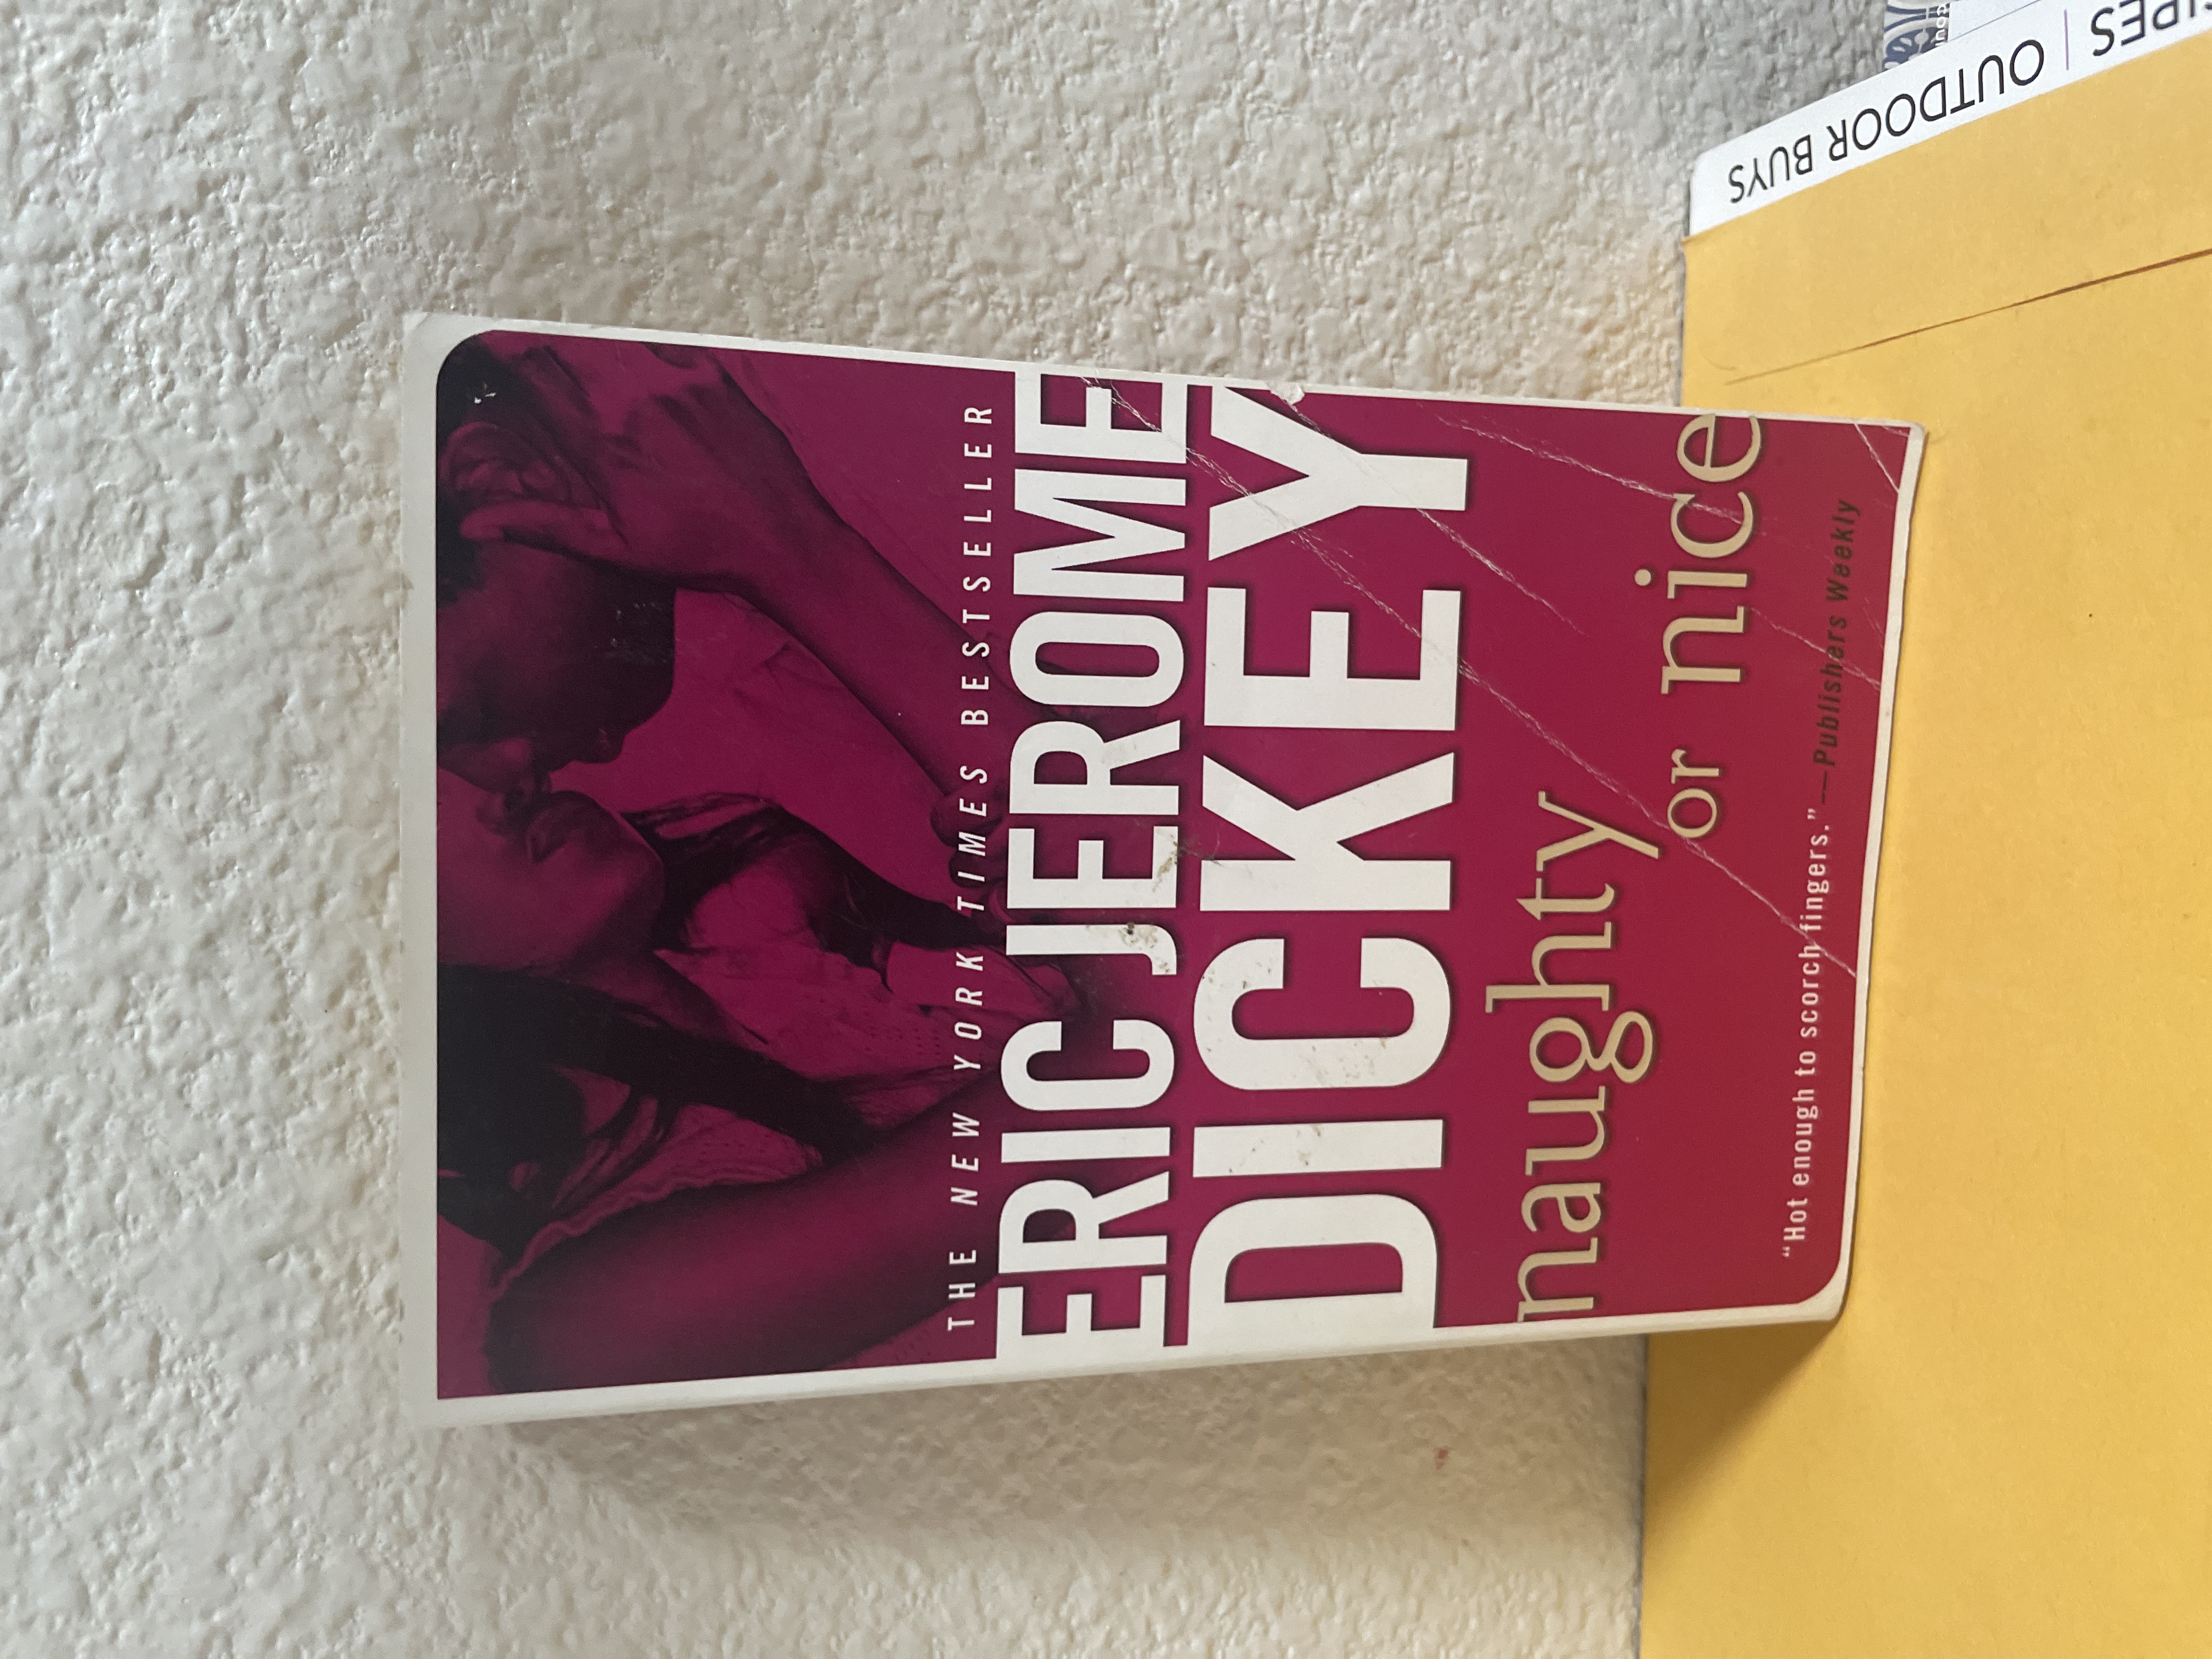 THE NEW YORK TIMES BESTSELLER
ERIC JEROME
DICKEY
naughty or nice
“Hot enough to scorch fingers.”—Publishers Weekly
OUTDOOR BUYS |